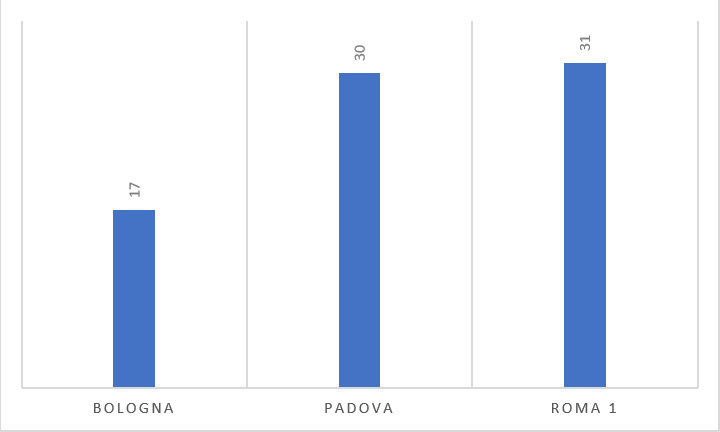 17
30
31
BOLOGNA
PADOVA
ROMA 1